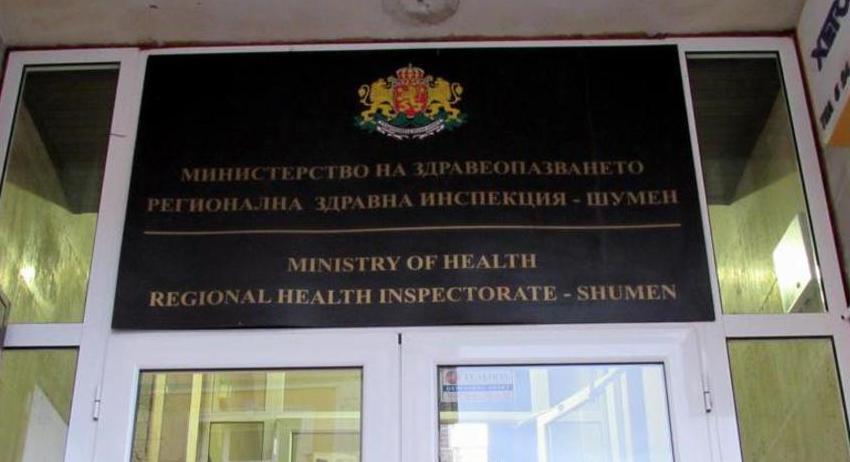 МИНИСТЕРСТВО НА ЗДРАВЕОПАЗВАНЕТО
РЕГИОНАЛНА ЗДРАВНА ИНСПЕКЦИЯ - ШУМЕН
MINISTRY OF HEALTH
REGIONAL HEALTH INSPECTORATE - SHUMEN